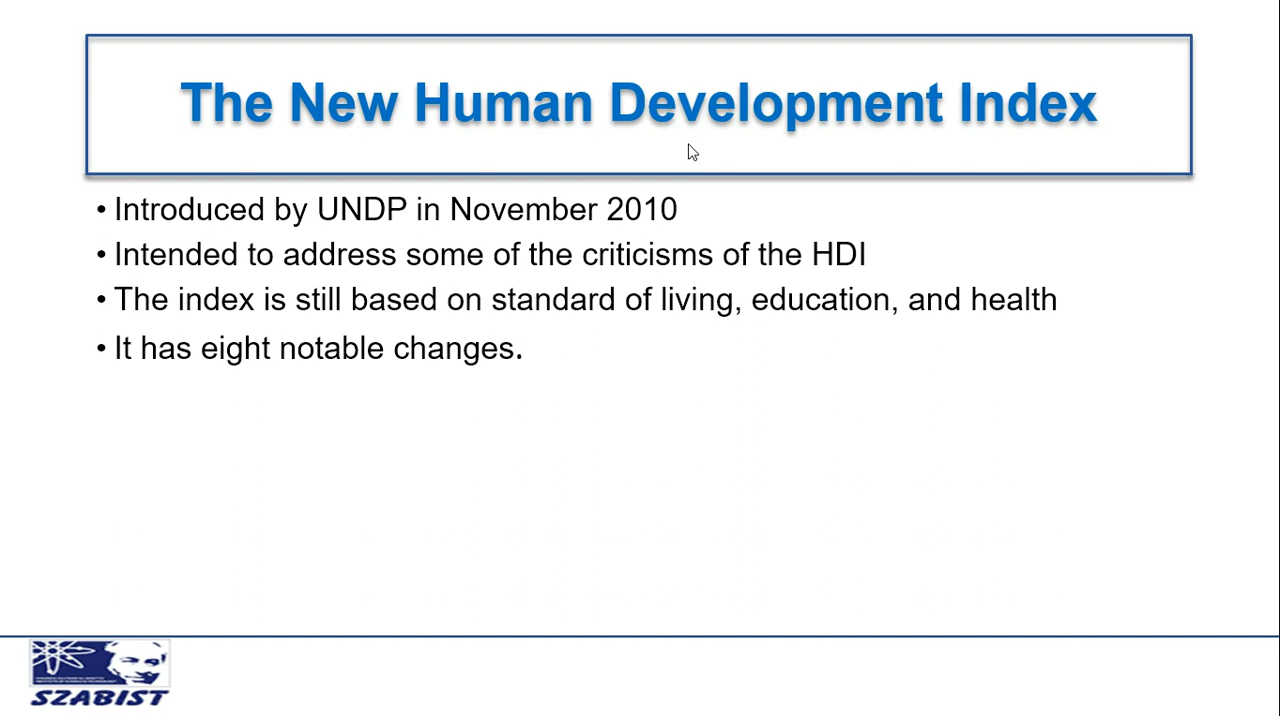 The New Human Development Index
• Introduced by UNDP in November 2010
• Intended to address some of the criticisms of the HDI
• The index is still based on standard of living, education, and health
• It has eight notable changes.
SZABIST